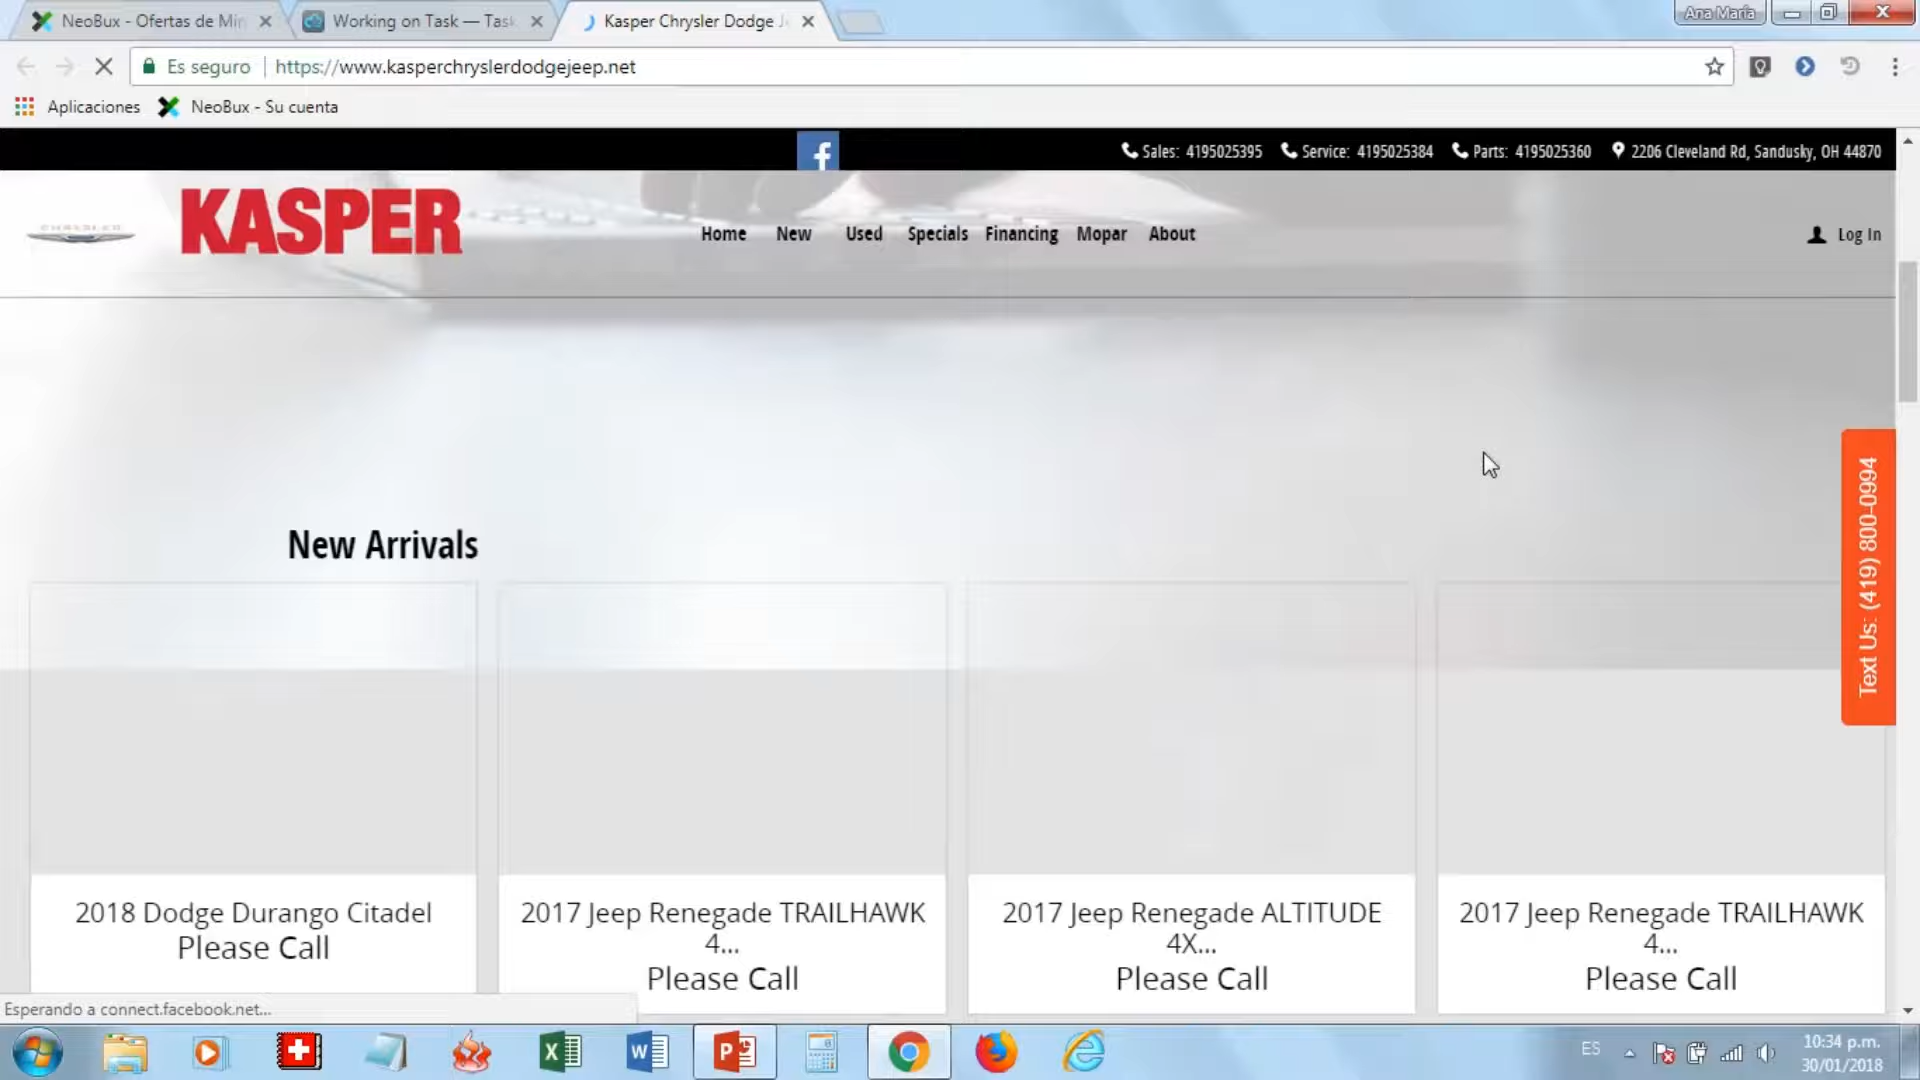 NeoBux - Ofertas de Min
Working on Task — Task
Kasper Chrysler Dodge J
Ana María
Es seguro
https://www.kasperchryslerdodgejeep.net
Aplicaciones
NeoBux - Su cuenta
f
Sales: 4195025395
Service: 4195025384
Parts: 4195025360
2206 Cleveland Rd, Sandusky, OH 44870
CHRYSLER
KASPER
Home
New
Used
Specials
Financing
Mopar
About
Log In
Text Us: (419) 800-0994
New Arrivals
2018 Dodge Durango Citadel
Please Call
2017 Jeep Renegade TRAILHAWK
4...
Please Call
2017 Jeep Renegade ALTITUDE
4X...
Please Call
2017 Jeep Renegade TRAILHAWK
4...
Please Call
Esperando a connect.facebook.net...
ES
10:34 p.m.
30/01/2018